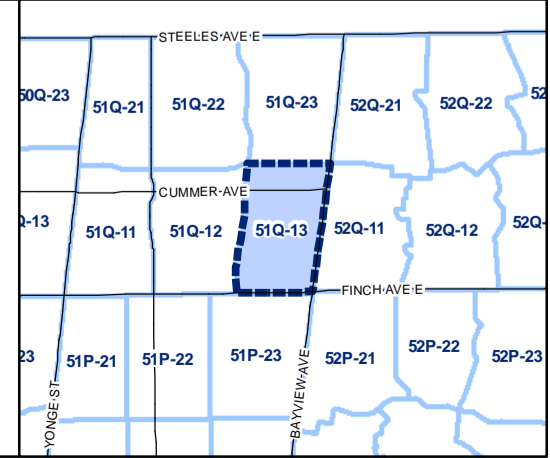 STEELES AVE E
50Q-23
51Q-21
51Q-22
51Q-23
52Q-21
52Q-22
52
CUMMER AVE
Q-13
51Q-11
51Q-12
51Q-13
52Q-11
52Q-12
52Q-
FINCH AVE E
23
51P-21
51P-22
51P-23
52P-21
52P-22
52P-23
YONGE ST
BAYVIEW AVE